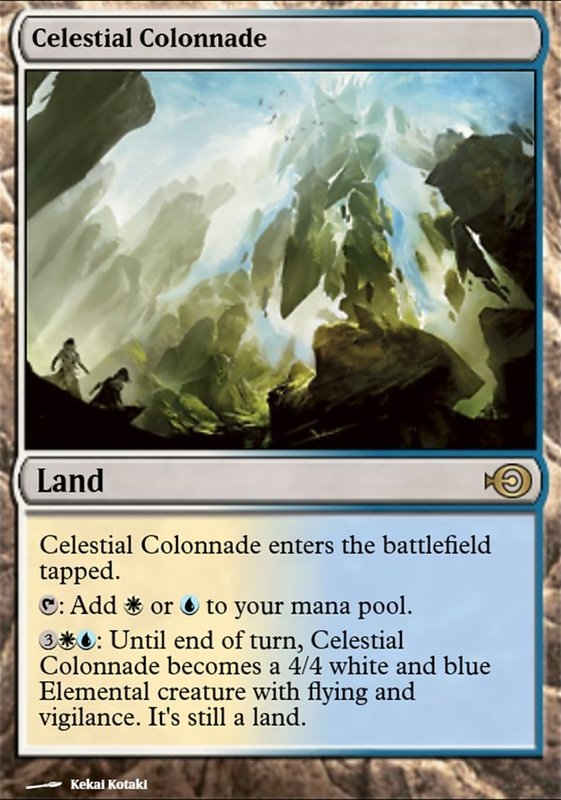 Celestial Colonnade
Land
Celestial Colonnade enters the battlefield
tapped.
: Add or to your mana pool.
3: Until end of turn, Celestial
Colonnade becomes a 4/4 white and blue
Elemental creature with flying and
vigilance. It's still a land.
Kekai Kotaki